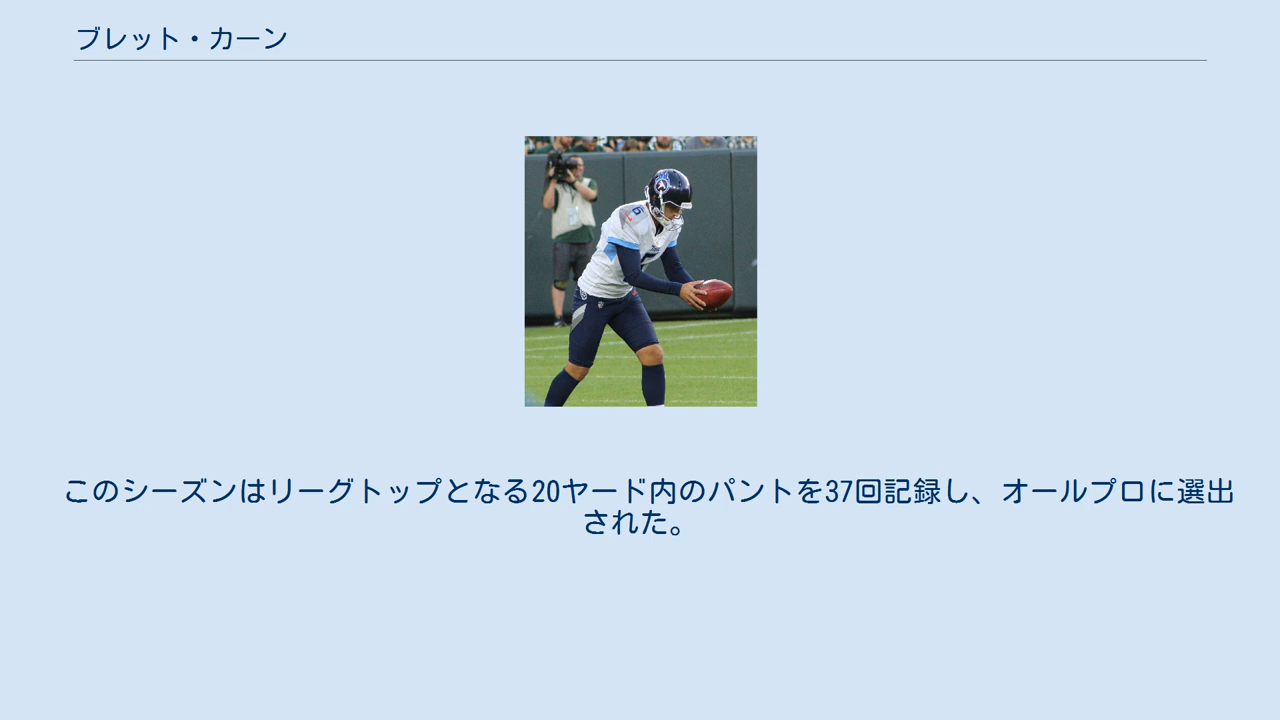 ブレット・カーン
このシーズンはリーグトップとなる20ヤード内のパントを37回記録し、オールプロに選出
された。
6